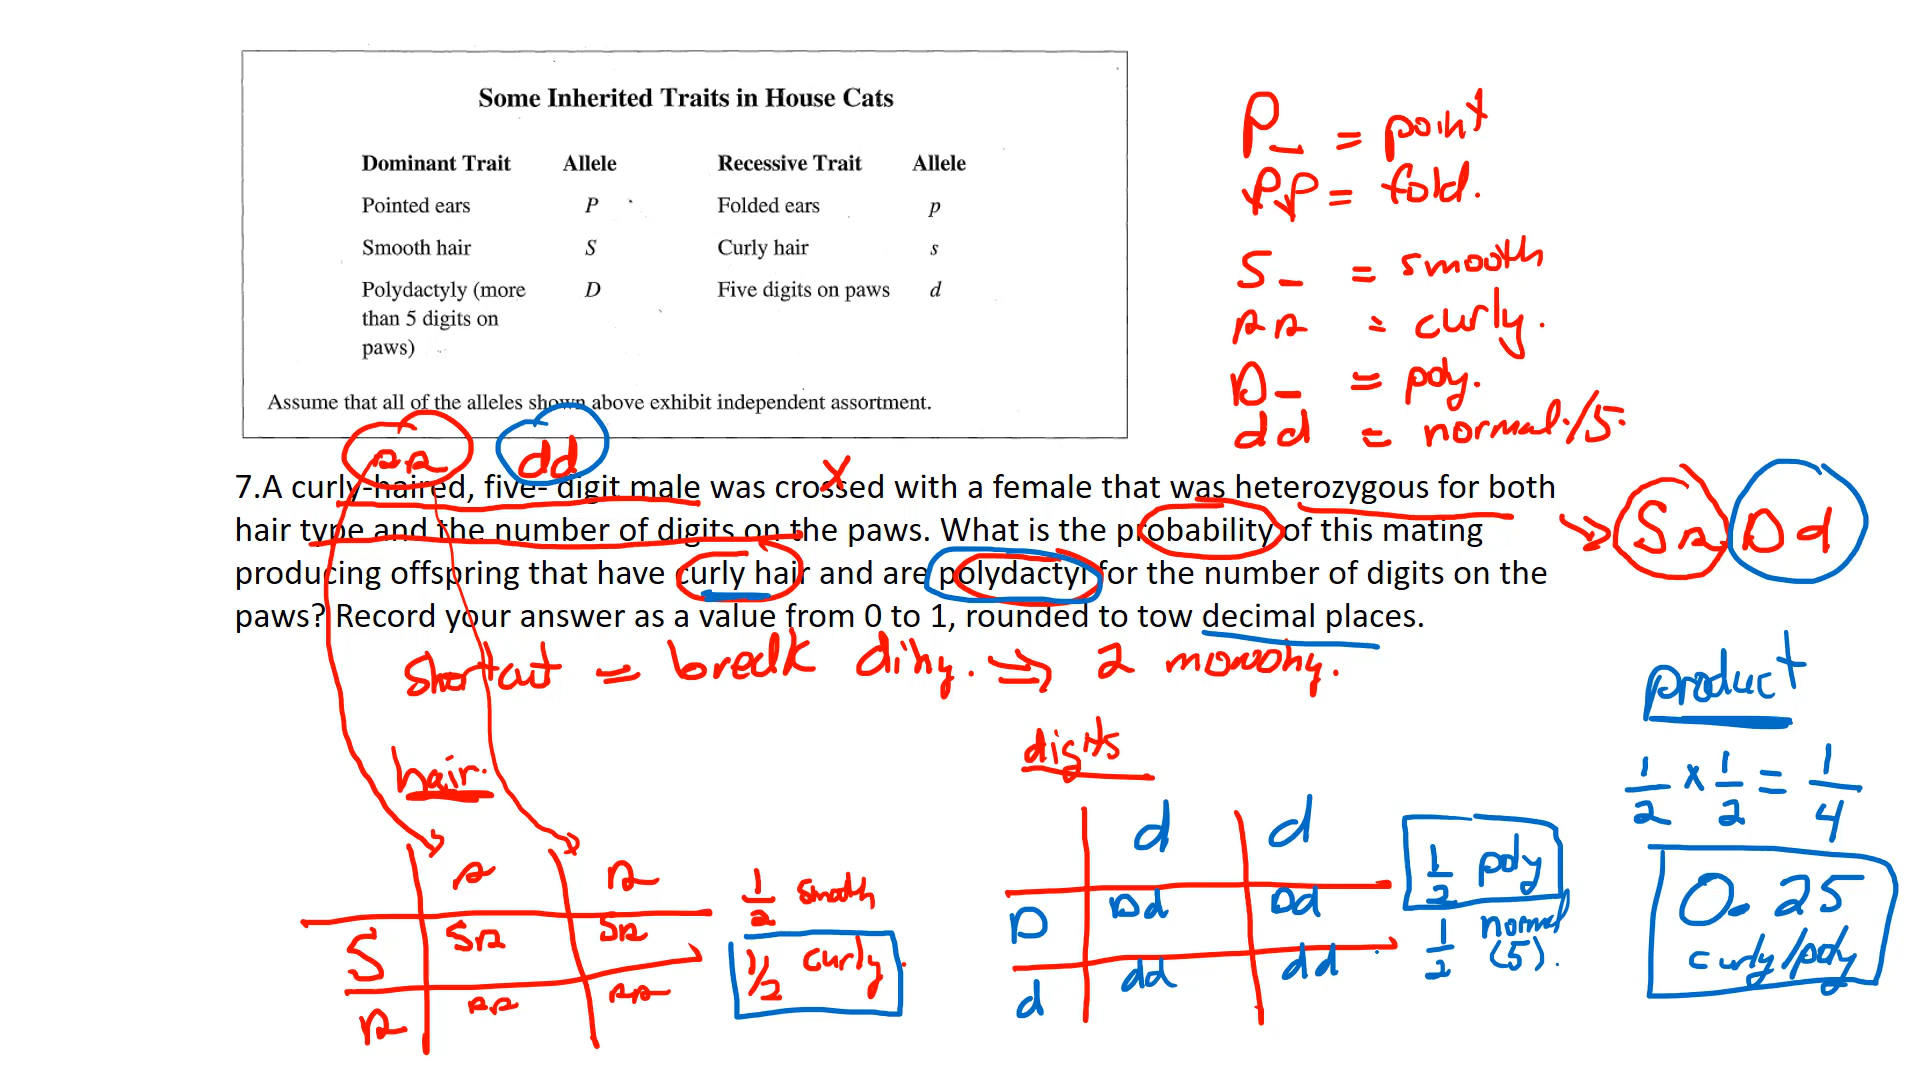 Some Inherited Traits in House Cats
Dominant Trait Allele Recessive Trait Allele
Pointed ears P Folded ears p
Smooth hair S Curly hair s
Polydactyly (more than 5 digits on paws) D Five digits on paws d
Assume that all of the alleles shown above exhibit independent assortment.
P_ = point
pp = fold.
S_ = smooth
ss = curly.
D_ = poly.
dd = normal./5.
ss dd
x
7.A curly-haired, five- digit male was crossed with a female that was heterozygous for both
hair type and the number of digits on the paws. What is the probability of this mating
producing offspring that have curly hair and are polydactyl for the number of digits on the
paws? Record your answer as a value from 0 to 1, rounded to tow decimal places.
Ss Dd
Shortcut = break dihy. ⇒ 2 monohy.
hair.
s s
S Ss Ss
s ss ss
1/2 smooth
1/2 curly
digits
d d
D Dd Dd
d dd dd
1/2 poly
1/2 normal (5).
product
1/2 x 1/2 = 1/4
0.25
curly/poly